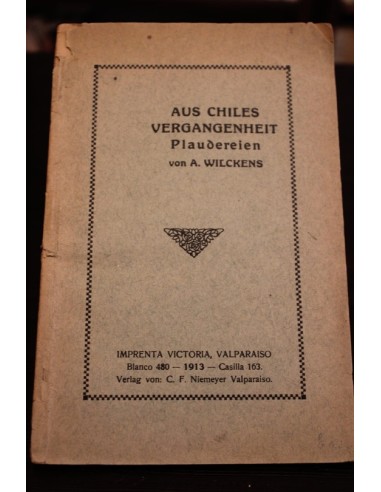 AUS CHILES
VERGANGENHEIT
Plaudereien
von A. WILCKENS
IMPRENTA VICTORIA, VALPARAISO
Blanco 480 — 1913 — Casilla 163.
Verlag von: C. F. Niemeyer Valparaiso.